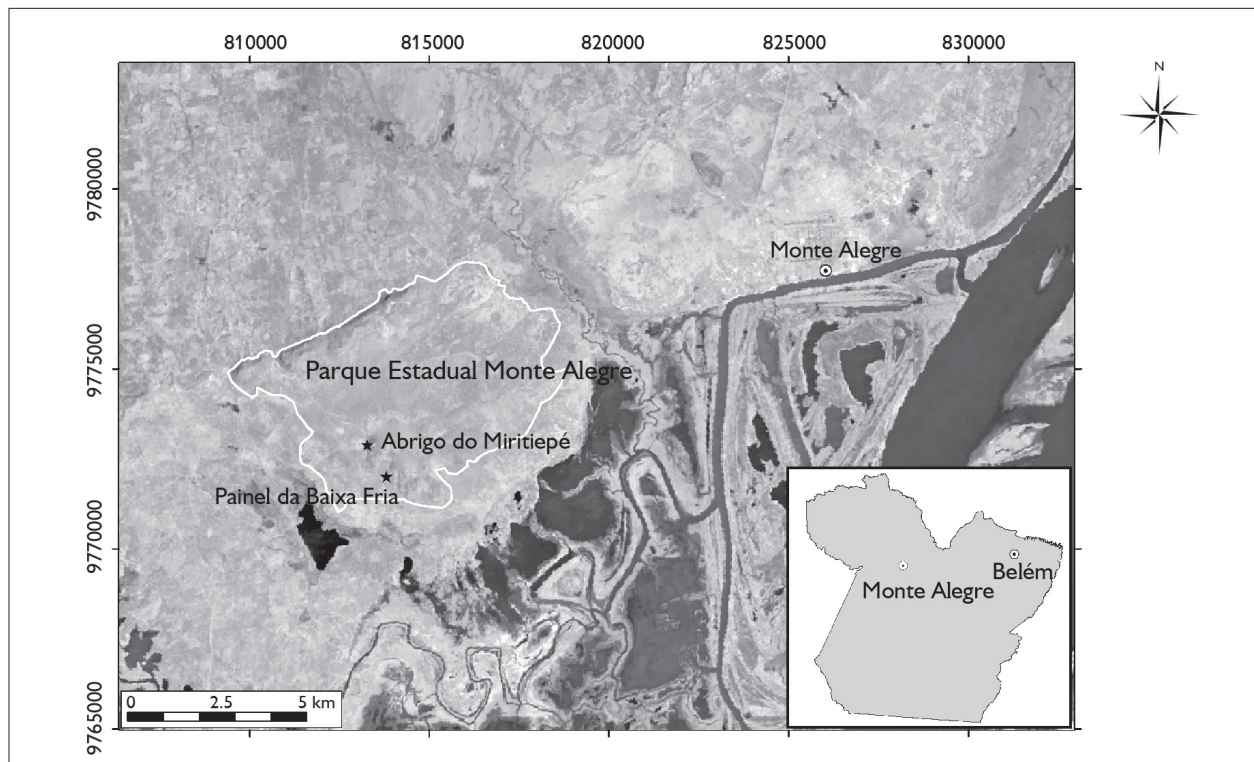 810000 815000 820000 825000 830000
N
9780000
Monte Alegre
9775000
Parque Estadual Monte Alegre
Abrigo do Miritiepé
Painel da Baixa Fria
9770000
Belém
Monte Alegre
0 2.5 5 km
9765000